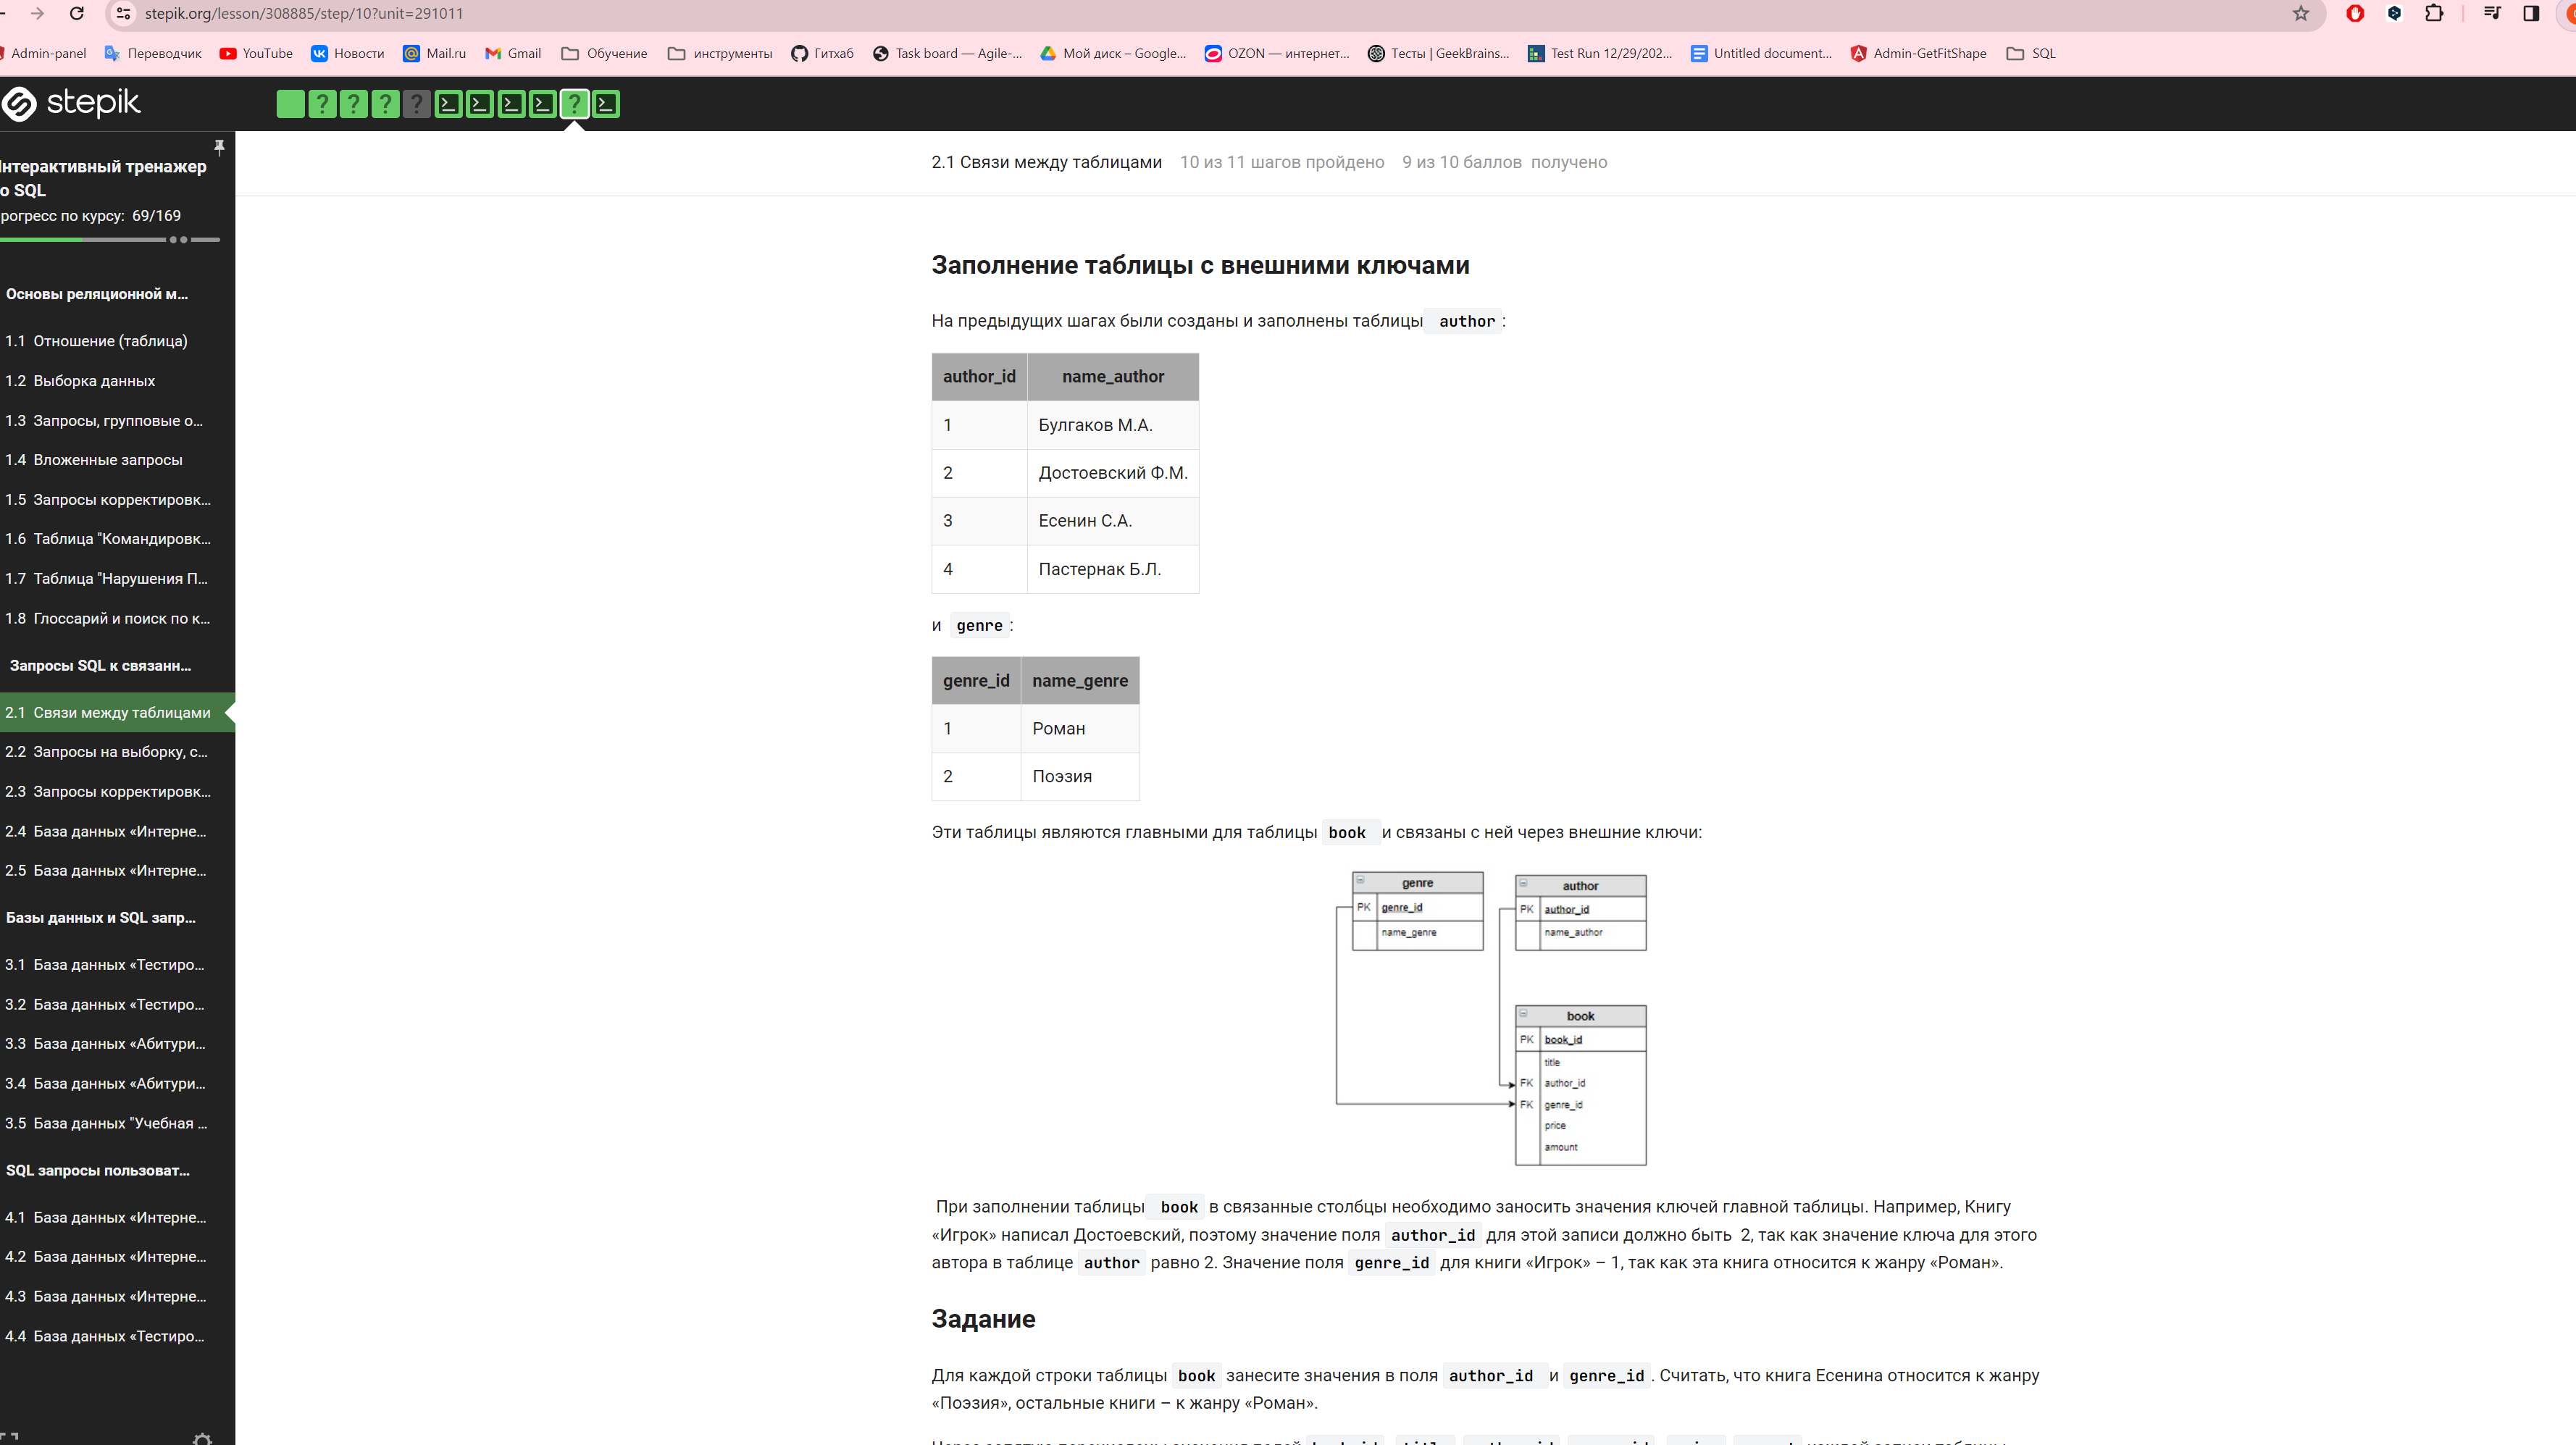 stepik.org/lesson/308885/step/10?unit=291011
Admin-panel Переводчик YouTube Новости Mail.ru Gmail Обучение инструменты Гитхаб Task board — Agile-... Мой диск – Google... OZON — интернет... Тесты | GeekBrains... Test Run 12/29/202... Untitled document... Admin-GetFitShape SQL
stepik
нтерактивный тренажер
о SQL
рогресс по курсу: 69/169
Основы реляционной м...
1.1 Отношение (таблица)
1.2 Выборка данных
1.3 Запросы, групповые о...
1.4 Вложенные запросы
1.5 Запросы корректировк...
1.6 Таблица "Командировк...
1.7 Таблица "Нарушения П...
1.8 Глоссарий и поиск по к...
Запросы SQL к связанн...
2.1 Связи между таблицами
2.2 Запросы на выборку, с...
2.3 Запросы корректировк...
2.4 База данных «Интерне...
2.5 База данных «Интерне...
Базы данных и SQL запр...
3.1 База данных «Тестиро...
3.2 База данных «Тестиро...
3.3 База данных «Абитури...
3.4 База данных «Абитури...
3.5 База данных "Учебная ...
SQL запросы пользоват...
4.1 База данных «Интерне...
4.2 База данных «Интерне...
4.3 База данных «Интерне...
4.4 База данных «Тестиро...
2.1 Связи между таблицами 10 из 11 шагов пройдено 9 из 10 баллов получено
Заполнение таблицы с внешними ключами
На предыдущих шагах были созданы и заполнены таблицы author :
author_id name_author
1 Булгаков М.А.
2 Достоевский Ф.М.
3 Есенин С.А.
4 Пастернак Б.Л.
и genre :
genre_id name_genre
1 Роман
2 Поэзия
Эти таблицы являются главными для таблицы book и связаны с ней через внешние ключи:
genre
PK genre_id
name_genre
author
PK author_id
name_author
book
PK book_id
title
FK author_id
FK genre_id
price
amount
При заполнении таблицы book в связанные столбцы необходимо заносить значения ключей главной таблицы. Например, Книгу
«Игрок» написал Достоевский, поэтому значение поля author_id для этой записи должно быть 2, так как значение ключа для этого
автора в таблице author равно 2. Значение поля genre_id для книги «Игрок» – 1, так как эта книга относится к жанру «Роман».
Задание
Для каждой строки таблицы book занесите значения в поля author_id и genre_id . Считать, что книга Есенина относится к жанру
«Поэзия», остальные книги – к жанру «Роман».